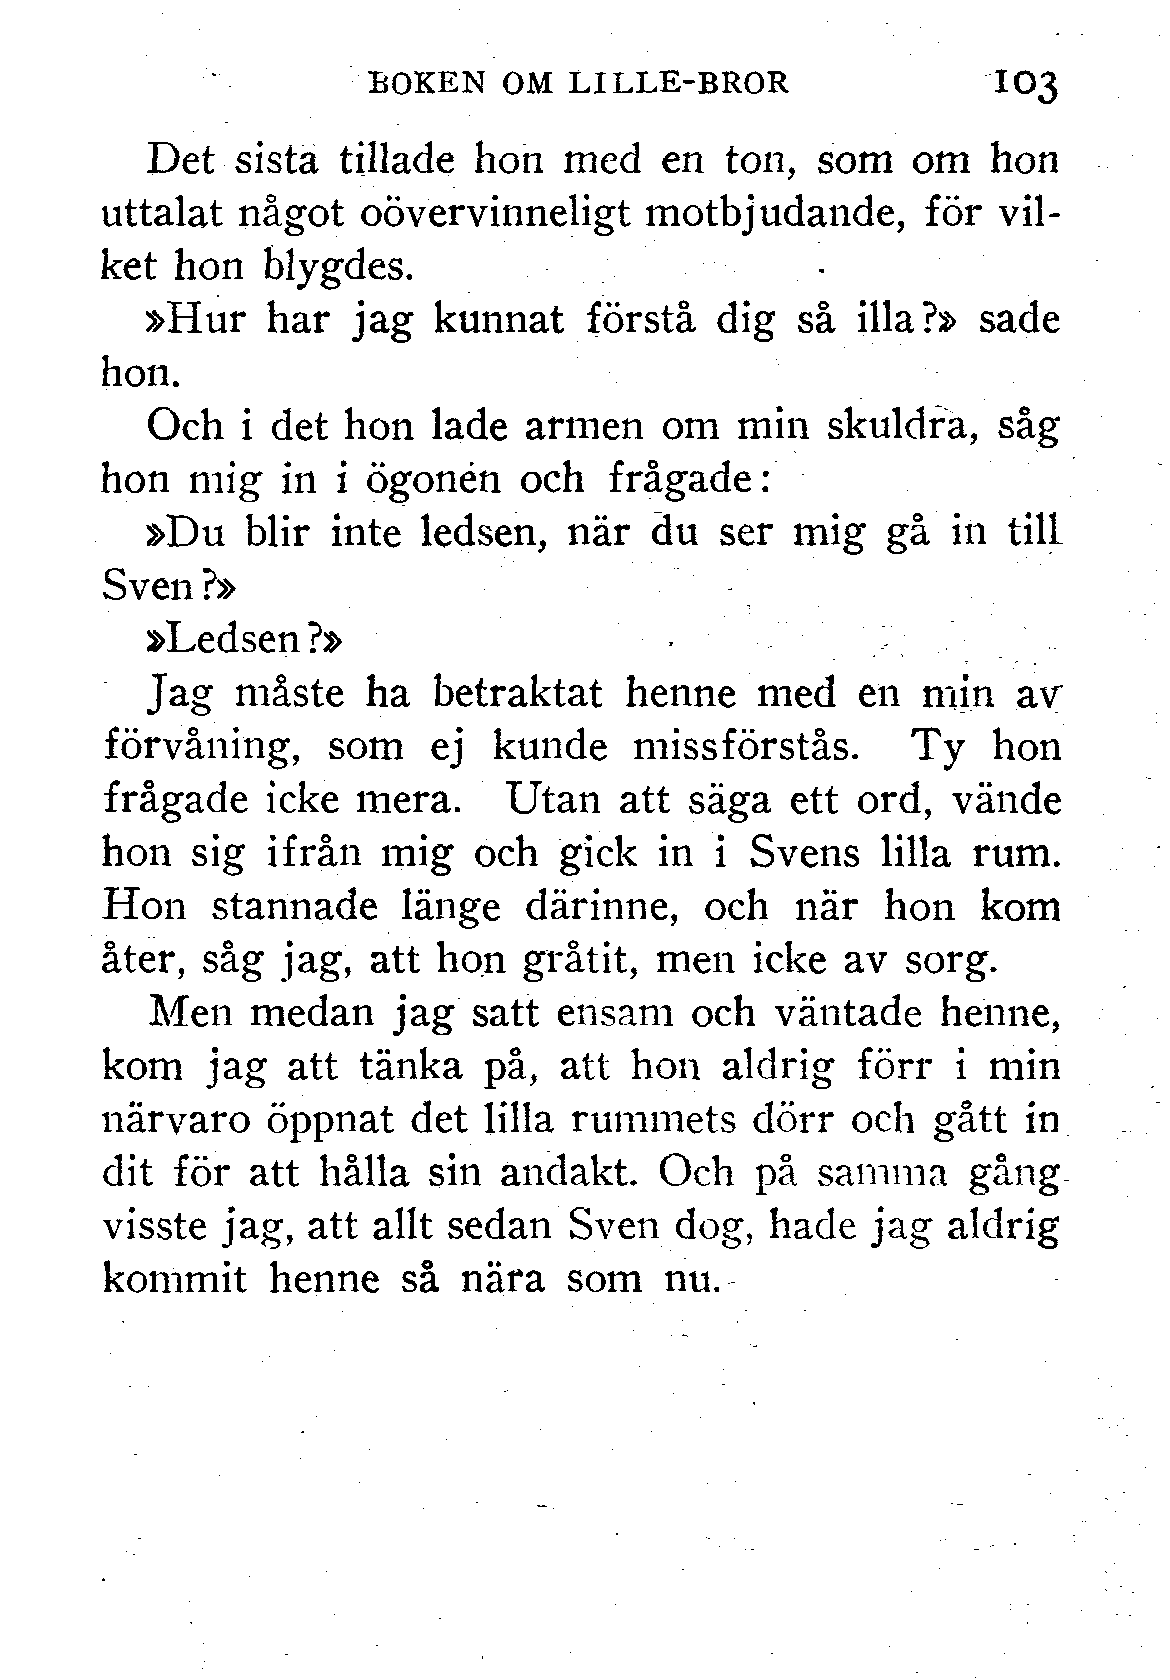 BOKEN OM LILLE-BROR 103
Det sista tillade hon med en ton, som om hon
uttalat något oövervinneligt motbjudande, för vil-
ket hon blygdes.
»Hur har jag kunnat förstå dig så illa?» sade
hon.
Och i det hon lade armen om min skuldra, såg
hon mig in i ögonen och frågade:
»Du blir inte ledsen, när du ser mig gå in till
Sven?»
»Ledsen?»
Jag måste ha betraktat henne med en min av
förvåning, som ej kunde missförstås. Ty hon
frågade icke mera. Utan att säga ett ord, vände
hon sig ifrån mig och gick in i Svens lilla rum.
Hon stannade länge därinne, och när hon kom
åter, såg jag, att hon gråtit, men icke av sorg.
Men medan jag satt ensam och väntade henne,
kom jag att tänka på, att hon aldrig förr i min
närvaro öppnat det lilla rummets dörr och gått in
dit för att hålla sin andakt. Och på samma gång
visste jag, att allt sedan Sven dog, hade jag aldrig
kommit henne så nära som nu.